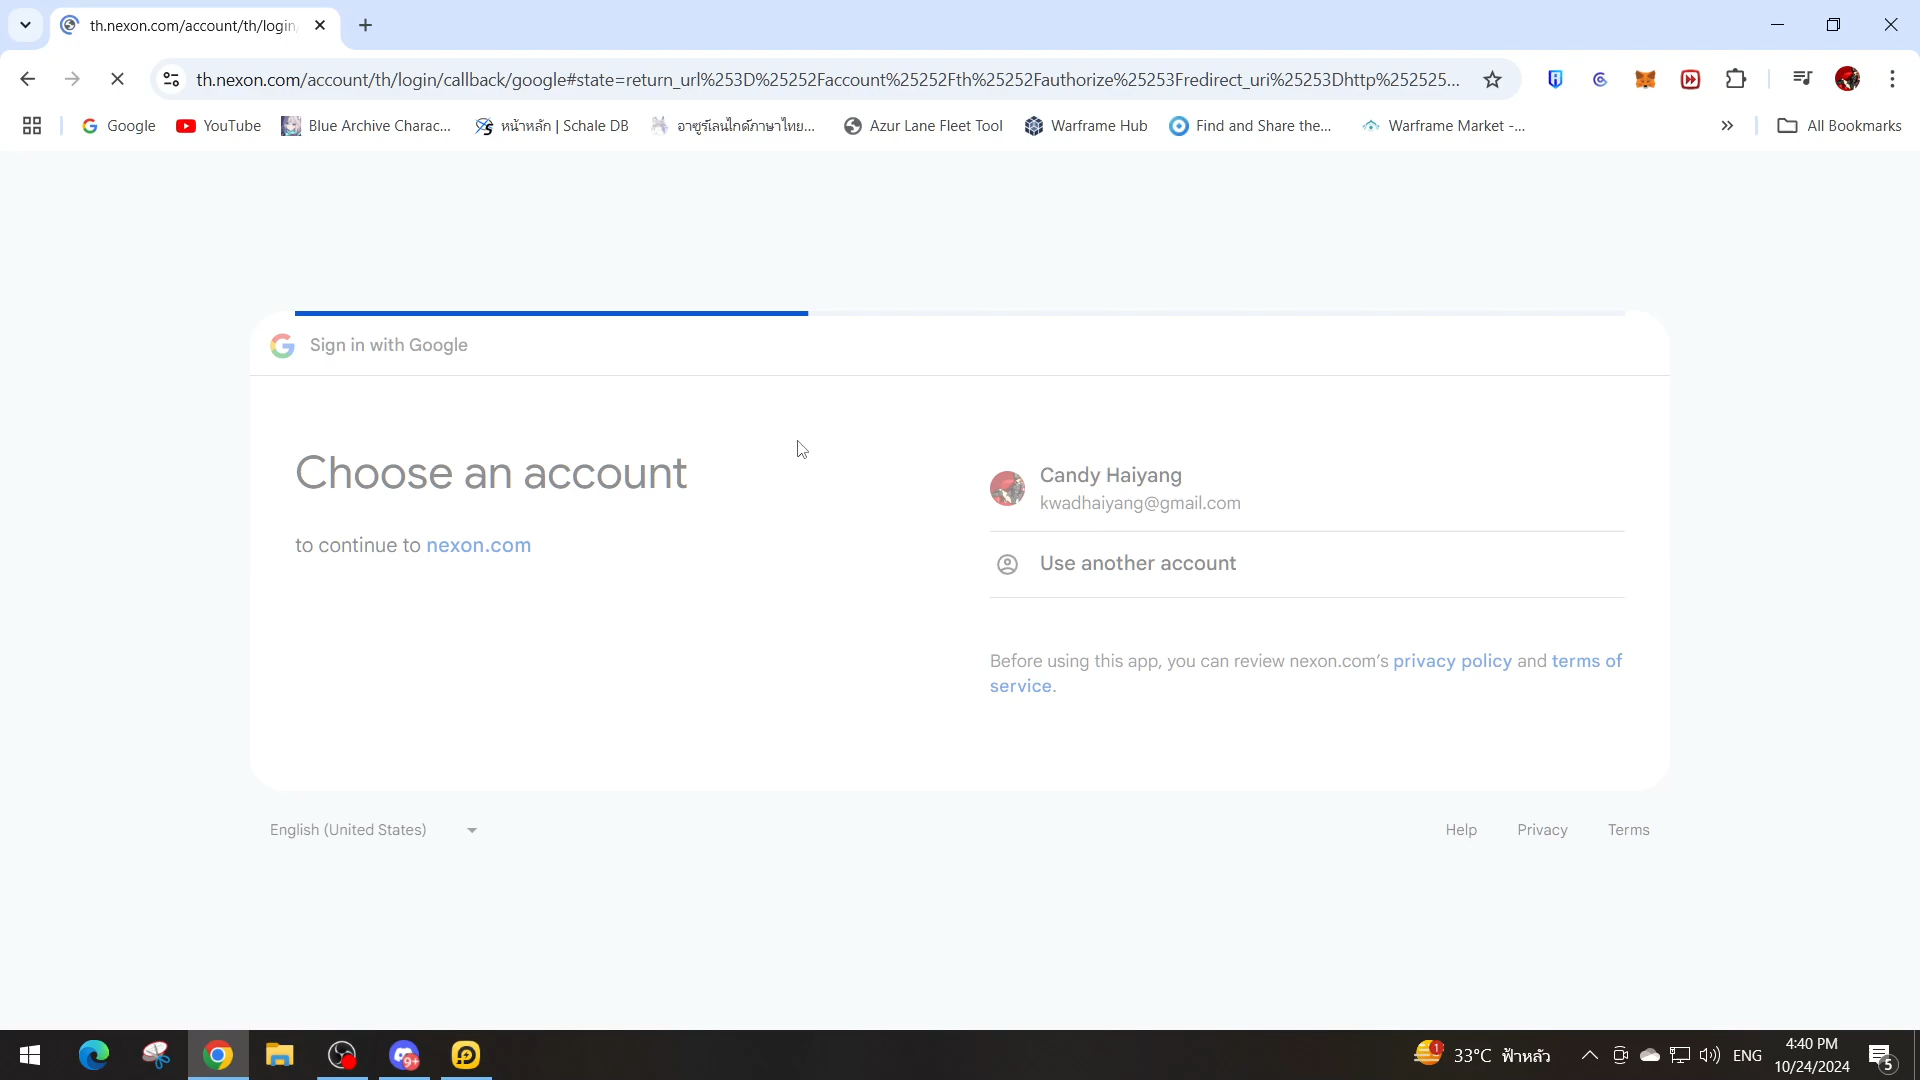 th.nexon.com/account/th/login
th.nexon.com/account/th/login/callback/google#state=return_url%253D%25252Faccount%25252Fth%25252Fauthorize%25253Fredirect_uri%25253Dhttp%252525...
Google
YouTube
Blue Archive Charac...
หน้าหลัก | Schale DB
อาซูร์เลนไกด์ภาษาไทย...
Azur Lane Fleet Tool
Warframe Hub
Find and Share the...
Warframe Market -...
All Bookmarks
Sign in with Google
Choose an account
to continue to nexon.com
Candy Haiyang
kwadhaiyang@gmail.com
Use another account
Before using this app, you can review nexon.com's privacy policy and terms of
service.
English (United States)
Help
Privacy
Terms
9+
1
33°C ฟ้าหลัว
ENG
4:40 PM
10/24/2024
5